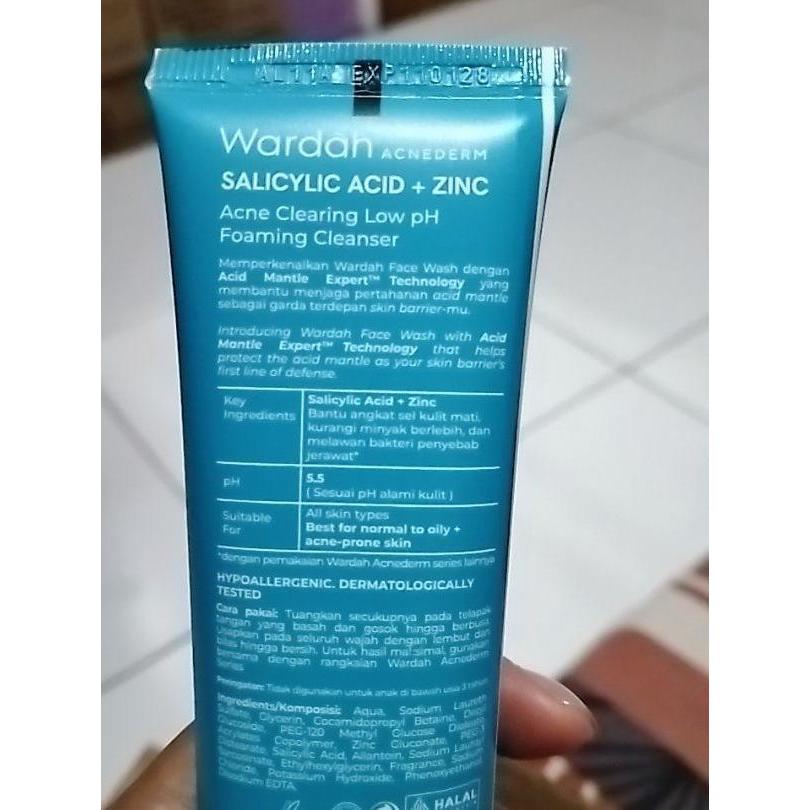 AL11A EXP110128
Wardah ACNEDERM
SALICYLIC ACID + ZINC
Acne Clearing Low pH
Foaming Cleanser
Memperkenalkan Wardah Face Wash dengan
Acid Mantle Expert™ Technology yang
membantu menjaga pertahanan acid mantle
sebagai garda terdepan skin barrier-mu.
Introducing Wardah Face Wash with Acid
Mantle Expert™ Technology that helps
protect the acid mantle as your skin barrier's
first line of defense.
Key
Ingredients
Salicylic Acid + Zinc
Bantu angkat sel kulit mati,
kurangi minyak berlebih, dan
melawan bakteri penyebab
jerawat*
pH
5.5
( Sesuai pH alami kulit )
Suitable
For
All skin types
Best for normal to oily +
acne-prone skin
*dengan pemakaian Wardah Acnederm series lainnya
HYPOALLERGENIC. DERMATOLOGICALLY
TESTED
Cara pakai: Tuangkan secukupnya pada telapak
tangan yang basah dan gosok hingga berbusa.
Usapkan pada seluruh wajah dengan lembut dan
bilas hingga bersih. Untuk hasil maksimal, gunakan
bersama dengan rangkaian Wardah Acnederm
Series.
Peringatan: Tidak digunakan untuk anak di bawah usia 3 tahun
Ingredients/Komposisi: Aqua, Sodium Laureth
Sulfate, Glycerin, Cocamidopropyl Betaine, Decyl
Glucoside, PEG-120 Methyl Glucose Dioleate,
Acrylates Copolymer, Zinc Gluconate, PEG-3
Distearate, Salicylic Acid, Allantoin, Sodium Lauroyl
Ethylhexylglycerin, Fragrance, Sodium
Chloride, Potassium Hydroxide, Phenoxyethanol,
Disodium EDTA.
HALAL